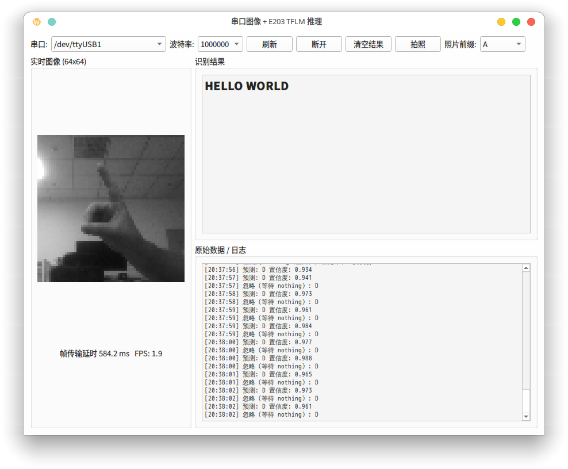 串口图像 + E203 TFLM 推理
串口: /dev/ttyUSB1 波特率: 1000000 刷新 断开 清空结果 拍照 照片前缀: A
实时图像 (64x64)
识别结果
HELLO WORLD
帧传输延时 584.2 ms FPS: 1.9
原始数据 / 日志
[20:37:56] 预测: D 置信度: 0.934
[20:37:57] 预测: D 置信度: 0.941
[20:37:57] 忽略 (等待 nothing) : D
[20:37:58] 预测: D 置信度: 0.973
[20:37:58] 忽略 (等待 nothing) : D
[20:37:59] 预测: D 置信度: 0.961
[20:37:59] 忽略 (等待 nothing) : D
[20:37:59] 预测: D 置信度: 0.984
[20:37:59] 忽略 (等待 nothing) : D
[20:38:00] 预测: D 置信度: 0.977
[20:38:00] 忽略 (等待 nothing) : D
[20:38:00] 预测: D 置信度: 0.988
[20:38:00] 忽略 (等待 nothing) : D
[20:38:01] 预测: D 置信度: 0.965
[20:38:01] 忽略 (等待 nothing) : D
[20:38:02] 预测: D 置信度: 0.973
[20:38:02] 忽略 (等待 nothing) : D
[20:38:02] 预测: D 置信度: 0.961
[20:38:02] 忽略 (等待 nothing) : D